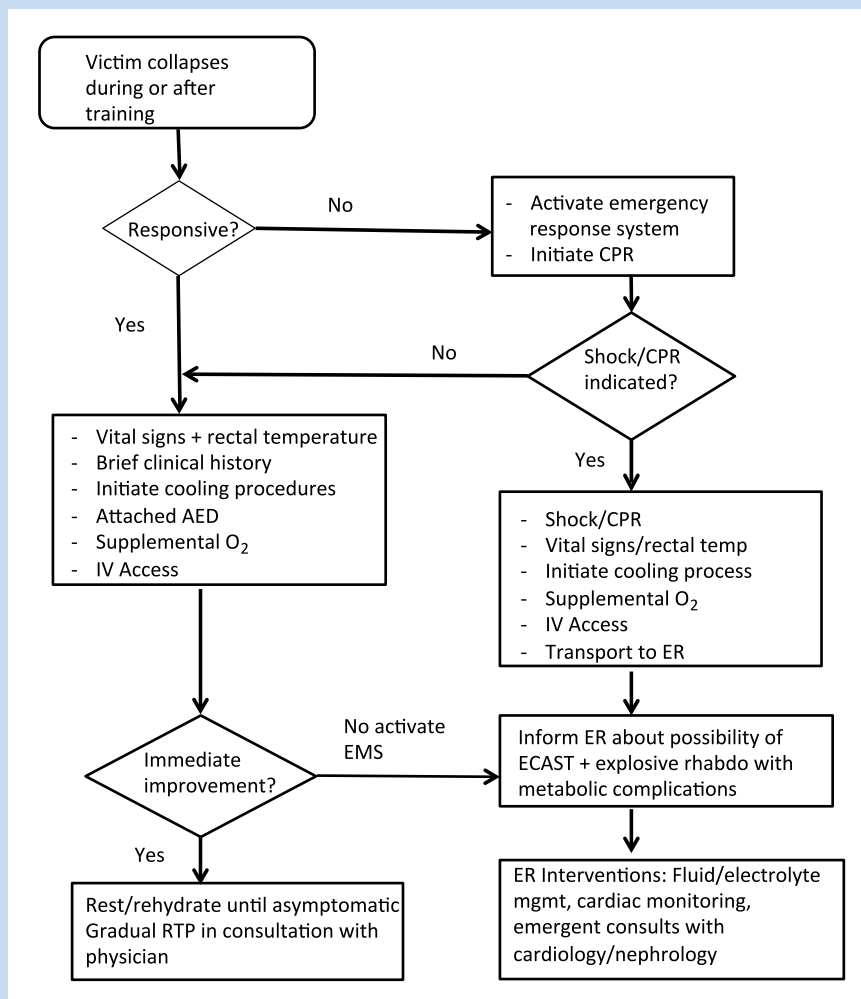 Victim collapses
during or after
training
Responsive?
No
- Activate emergency
response system
- Initiate CPR
Yes
No
Shock/CPR
indicated?
- Vital signs + rectal temperature
- Brief clinical history
- Initiate cooling procedures
- Attached AED
- Supplemental O₂
- IV Access
Yes
- Shock/CPR
- Vital signs/rectal temp
- Initiate cooling process
- Supplemental O₂
- IV Access
- Transport to ER
Immediate
improvement?
No activate
EMS
Inform ER about possibility of
ECAST + explosive rhabdo with
metabolic complications
Yes
Rest/rehydrate until asymptomatic
Gradual RTP in consultation with
physician
ER Interventions: Fluid/electrolyte
mgmt, cardiac monitoring,
emergent consults with
cardiology/nephrology